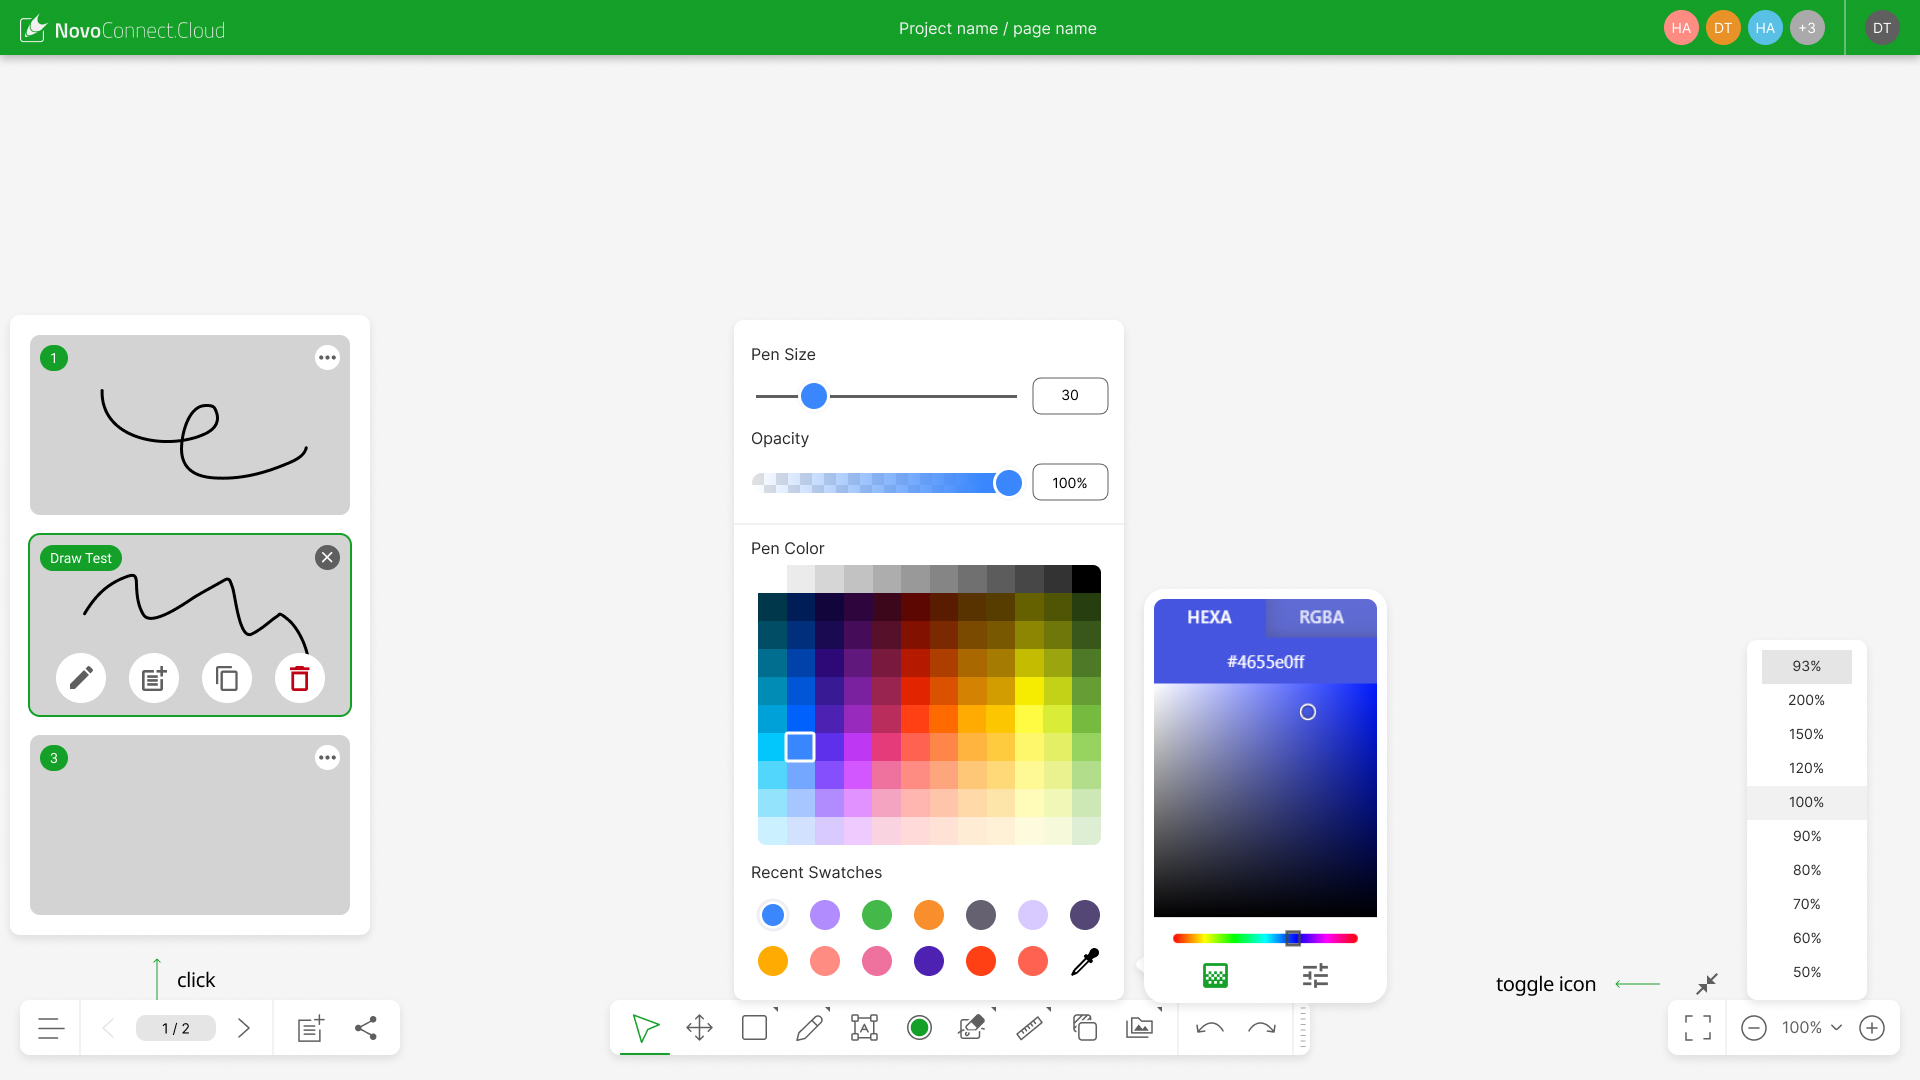 NovoConnect.Cloud
Project name / page name
HA
DT
HA
+3
DT
1
Draw Test
3
click
1 / 2
Pen Size
30
Opacity
100%
Pen Color
Recent Swatches
HEXA
RGBA
#4655e0ff
A
toggle icon
93%
200%
150%
120%
100%
90%
80%
70%
60%
50%
100%